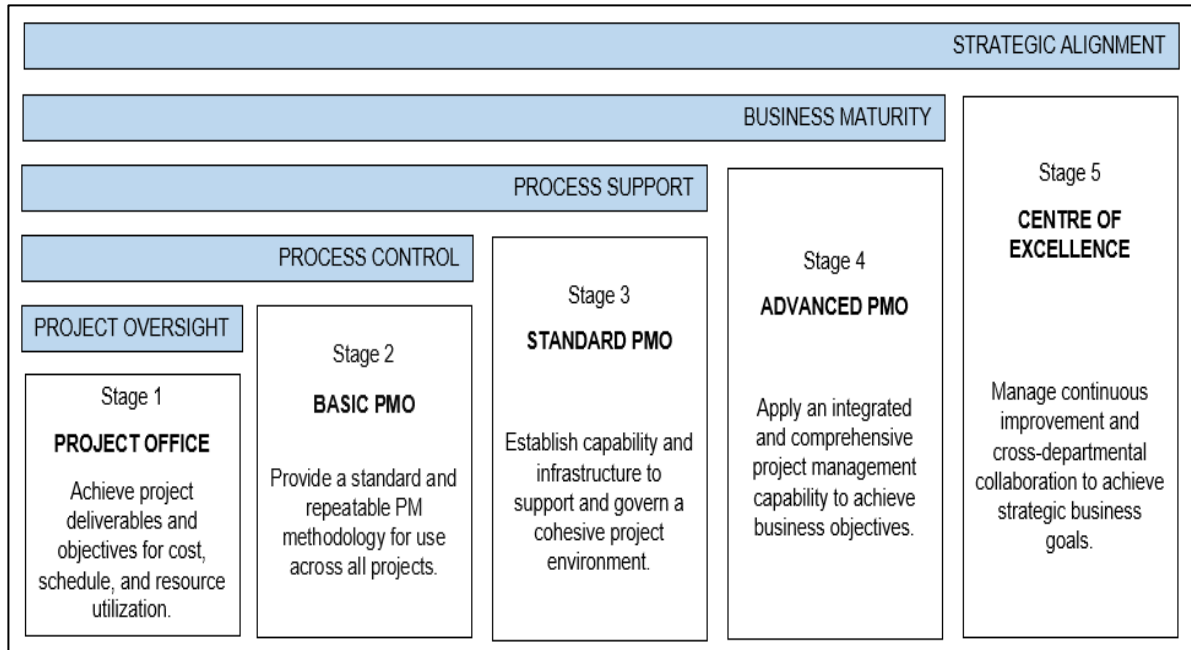 STRATEGIC ALIGNMENT
BUSINESS MATURITY
PROCESS SUPPORT
PROCESS CONTROL
PROJECT OVERSIGHT
Stage 1
PROJECT OFFICE
Achieve project
deliverables and
objectives for cost,
schedule, and resource
utilization.
Stage 2
BASIC PMO
Provide a standard and
repeatable PM
methodology for use
across all projects.
Stage 3
STANDARD PMO
Establish capability and
infrastructure to
support and govern a
cohesive project
environment.
Stage 4
ADVANCED PMO
Apply an integrated
and comprehensive
project management
capability to achieve
business objectives.
Stage 5
CENTRE OF
EXCELLENCE
Manage continuous
improvement and
cross-departmental
collaboration to achieve
strategic business
goals.